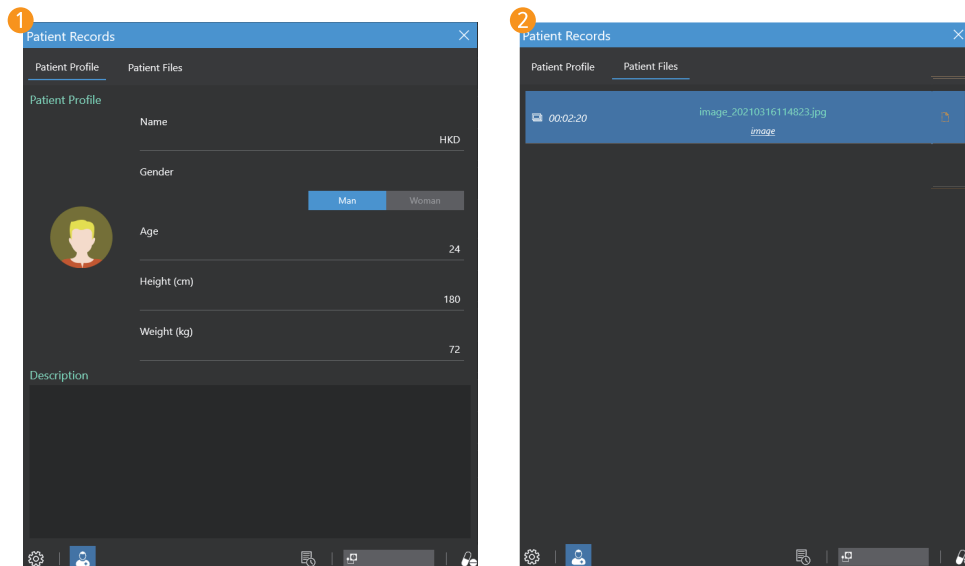 1
Patient Records
Patient Profile Patient Files
Patient Profile
Name
HKD
Gender
Man Woman
Age
24
Height (cm)
180
Weight (kg)
72
Description
2
Patient Records
Patient Profile Patient Files
00:02:20
image_20210316114823.jpg
image